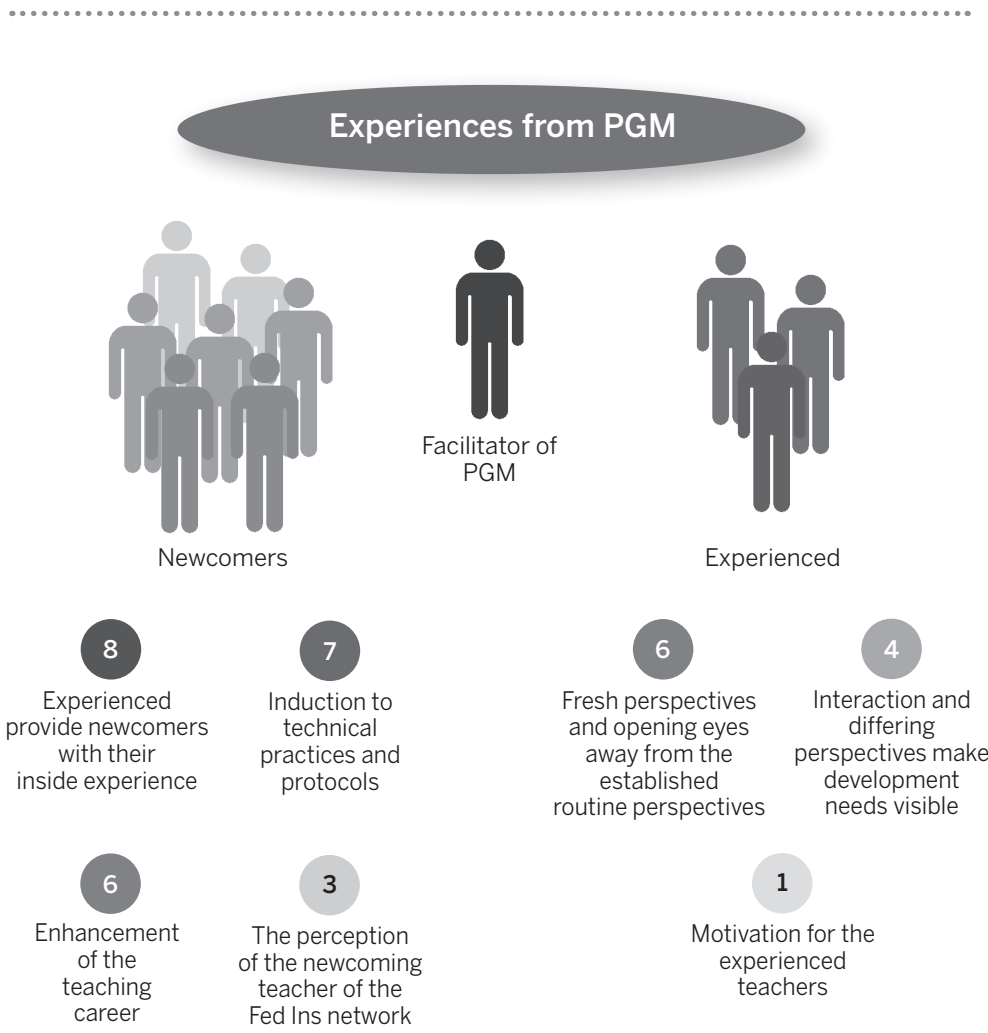 Experiences from PGM
Facilitator of
PGM
Newcomers
Experienced
8
Experienced
provide newcomers
with their
inside experience
7
Induction to
technical
practices and
protocols
6
Fresh perspectives
and opening eyes
away from the
established
routine perspectives
4
Interaction and
differing
perspectives make
development
needs visible
6
Enhancement
of the
teaching
career
3
The perception
of the newcoming
teacher of the
Fed Ins network
1
Motivation for the
experienced
teachers